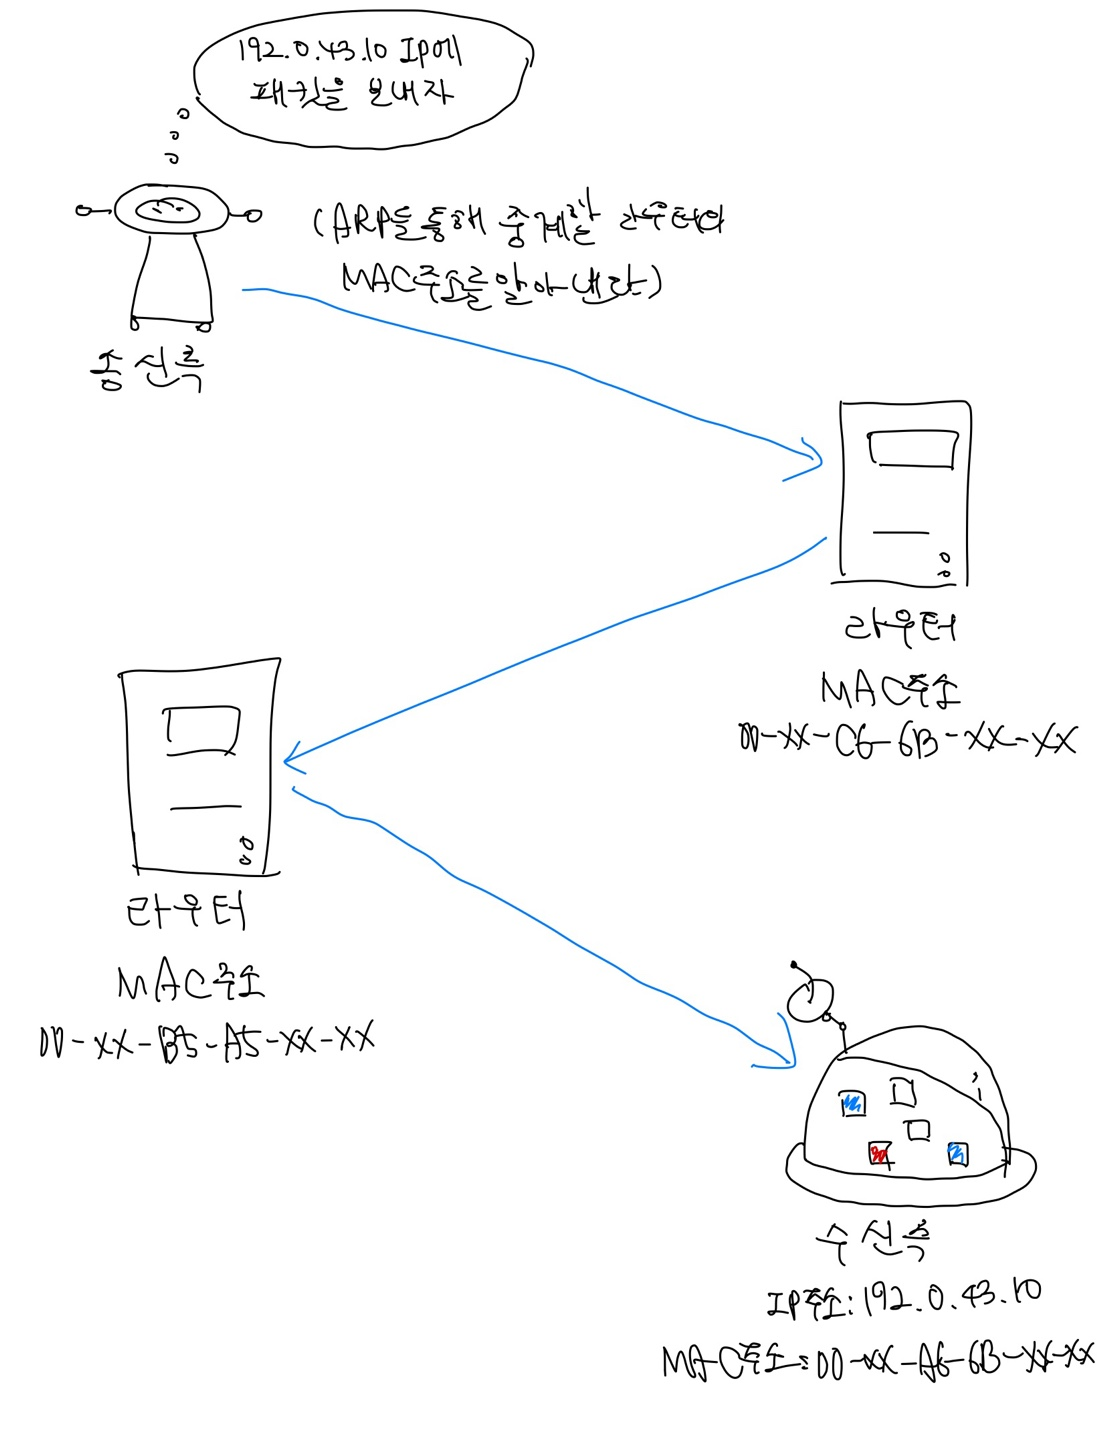 192.0.43.10 IP에
패킷을 보내자
(ARP를 통해 중계할 라우터의
MAC주소를 알아 낸다)
송신측
라우터
MAC주소
00-XX-C6-6B-XX-XX
라우터
MAC주소
00-XX-B5-A5-XX-XX
수신측
IP주소: 192.0.43.10
MAC주소: 00-XX-A6-6B-XX-XX